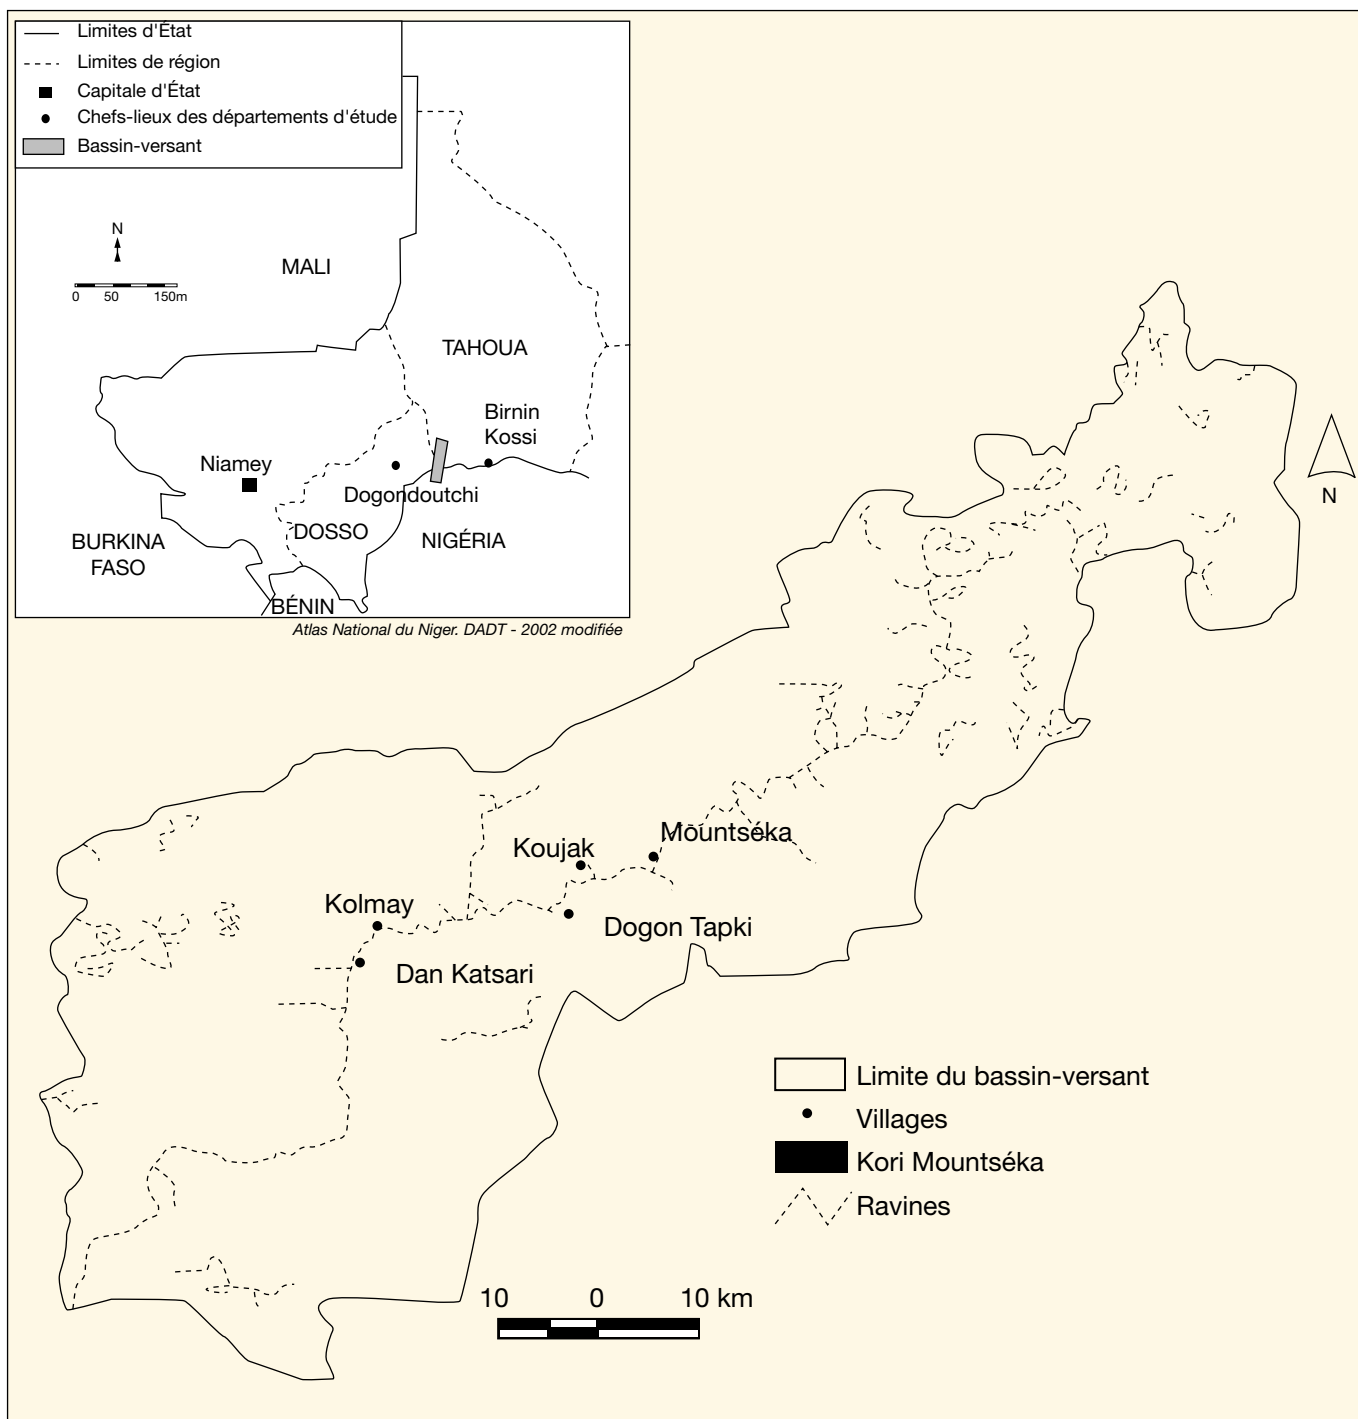 Limites d'État
Limites de région
Capitale d'État
Chefs-lieux des départements d'étude
Bassin-versant
N
0 50 150m
MALI
TAHOUA
Birnin
Kossi
Niamey
Dogondoutchi
DOSSO
NIGÉRIA
BURKINA
FASO
BÉNIN
Atlas National du Niger. DADT - 2002 modifiée
N
Mountséka
Koujak
Kolmay
Dogon Tapki
Dan Katsari
Limite du bassin-versant
Villages
Kori Mountséka
Ravines
10 0 10 km